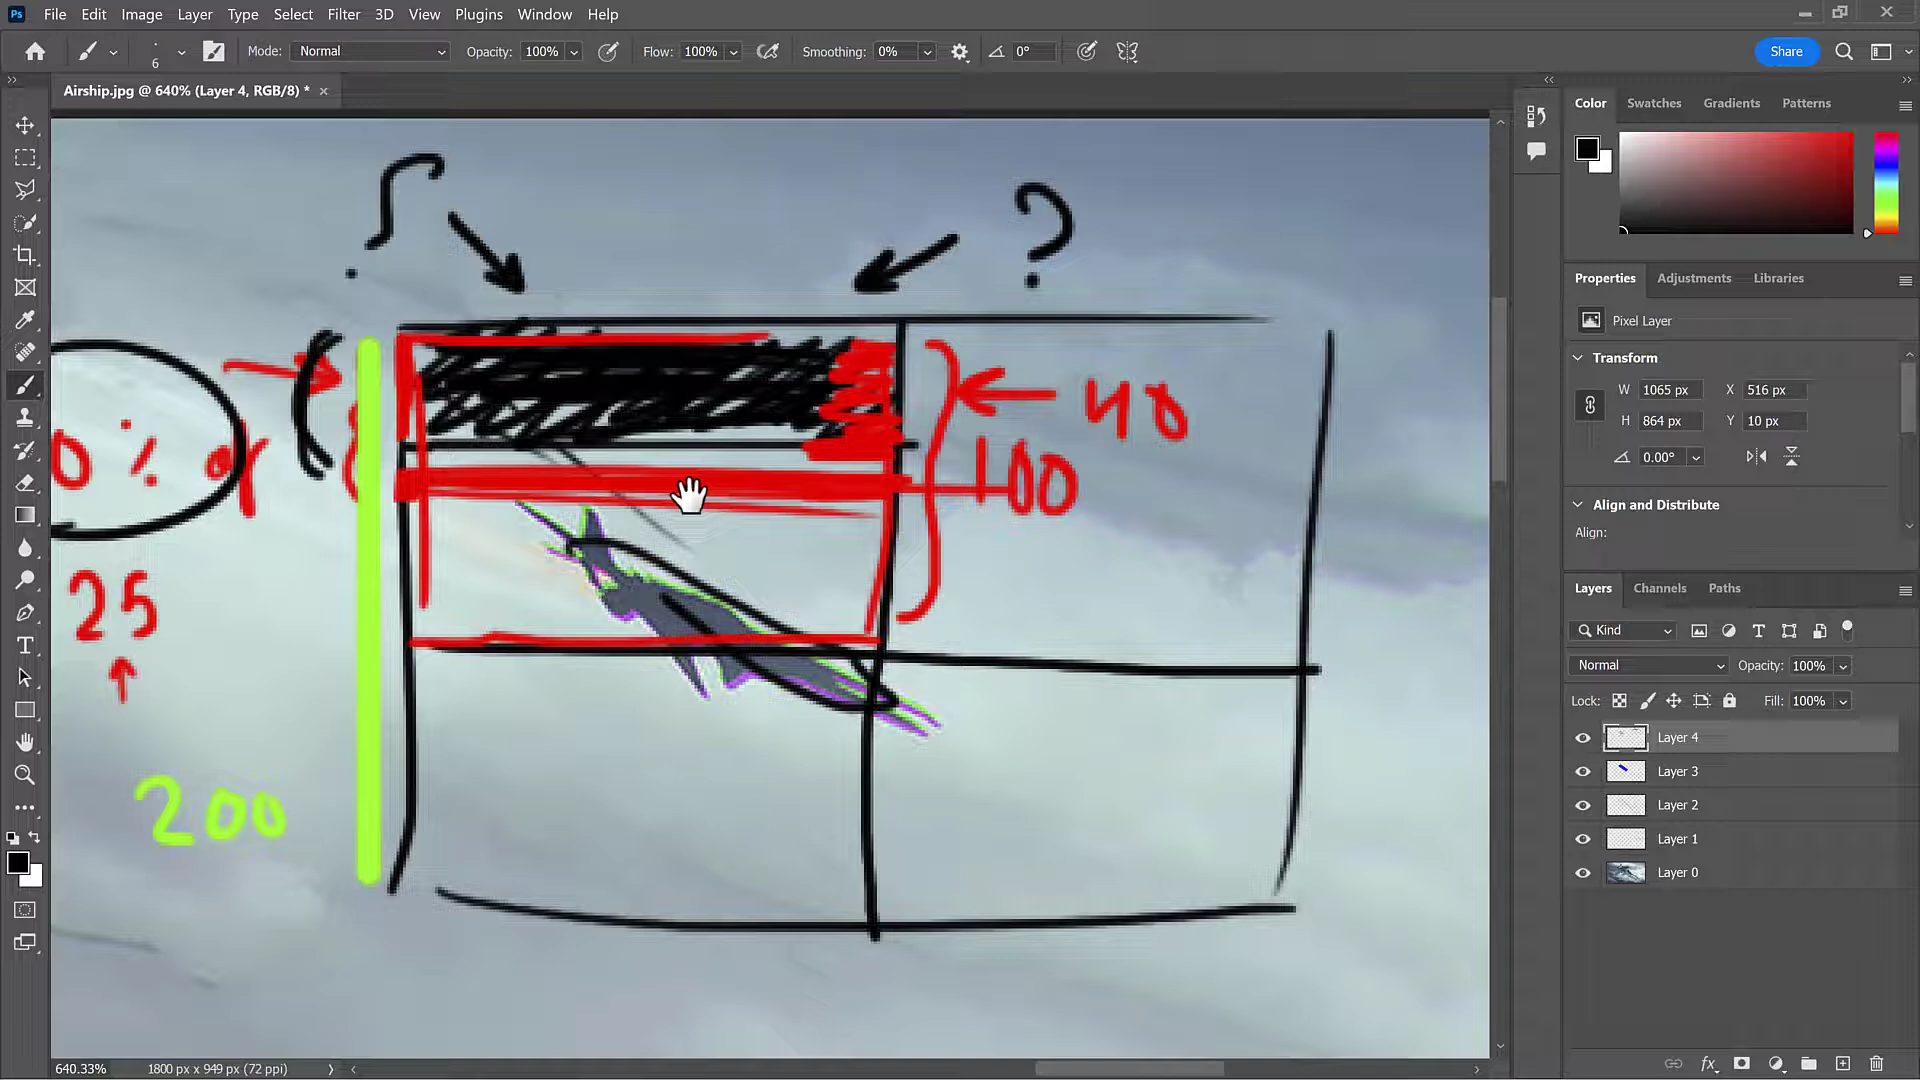 File Edit Image Layer Type Select Filter 3D View Plugins Window Help
6 Mode: Normal Opacity: 100% Flow: 100% Smoothing: 0% 0° Share
Airship.jpg @ 640% (Layer 4, RGB/8) *
Color Swatches Gradients Patterns
Properties Adjustments Libraries
Pixel Layer
Transform
W 1065 px X 516 px
H 864 px Y 10 px
0.00°
Align and Distribute
Align:
Layers Channels Paths
Kind
Normal Opacity: 100%
Lock: Fill: 100%
Layer 4
Layer 3
Layer 2
Layer 1
Layer 0
?
40
100
0%
25
200
640.33% 1800 px x 949 px (72 ppi)